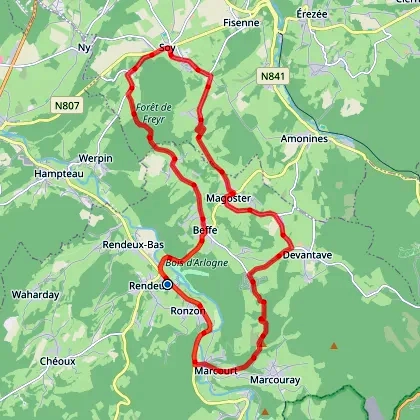 Clerm
Érezée
Fisenne
Ny
Soy
N841
N807
Forêt de
Freyr
Amonines
Werpin
Hampteau
Magoster
Beffe
Rendeux-Bas
Devantave
Bois d'Arlogne
Rendeux
Waharday
Ronzon
Chéoux
Marcourt
Marcouray